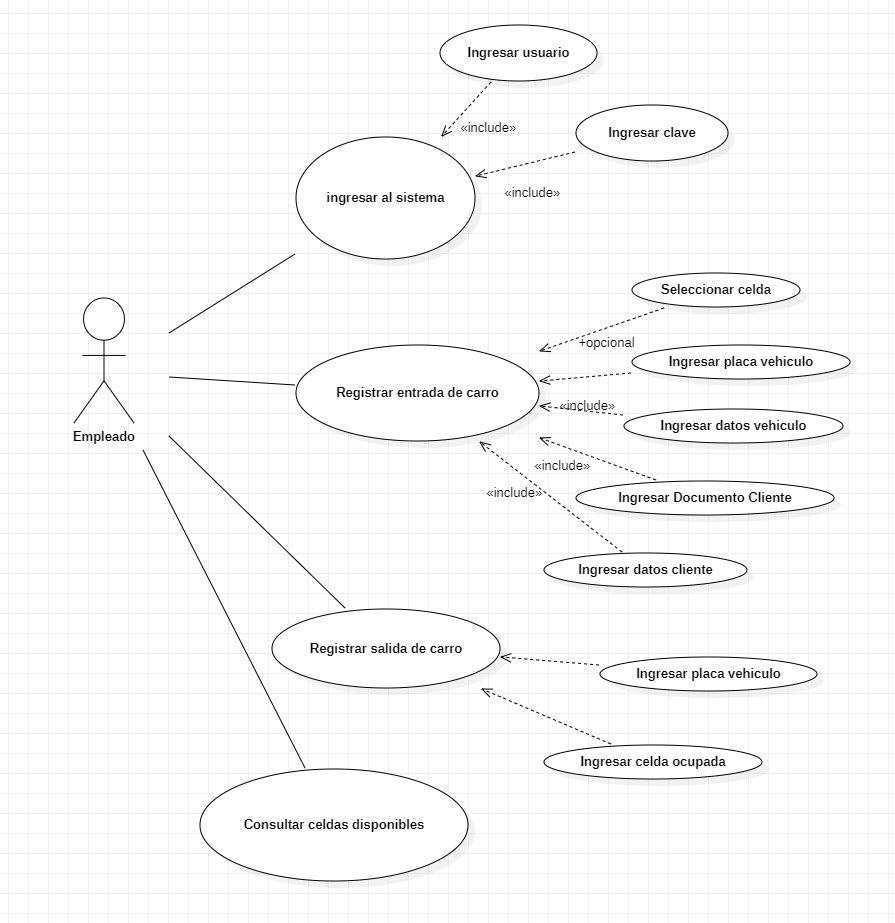 Ingresar usuario
«include»
Ingresar clave
«include»
ingresar al sistema
Seleccionar celda
+opcional
Ingresar placa vehiculo
Registrar entrada de carro
«include»
Ingresar datos vehiculo
Empleado
«include»
«include»
Ingresar Documento Cliente
Ingresar datos cliente
Registrar salida de carro
Ingresar placa vehiculo
Ingresar celda ocupada
Consultar celdas disponibles